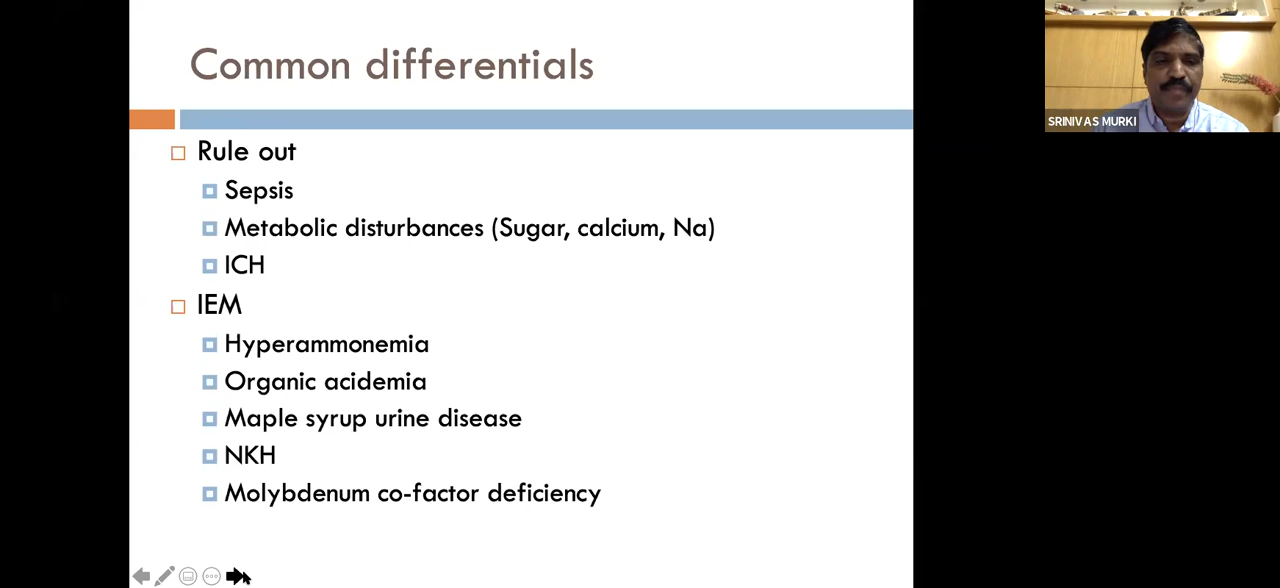 Common differentials
Rule out
Sepsis
Metabolic disturbances (Sugar, calcium, Na)
ICH
IEM
Hyperammonemia
Organic acidemia
Maple syrup urine disease
NKH
Molybdenum co-factor deficiency
SRINIVAS MURKI